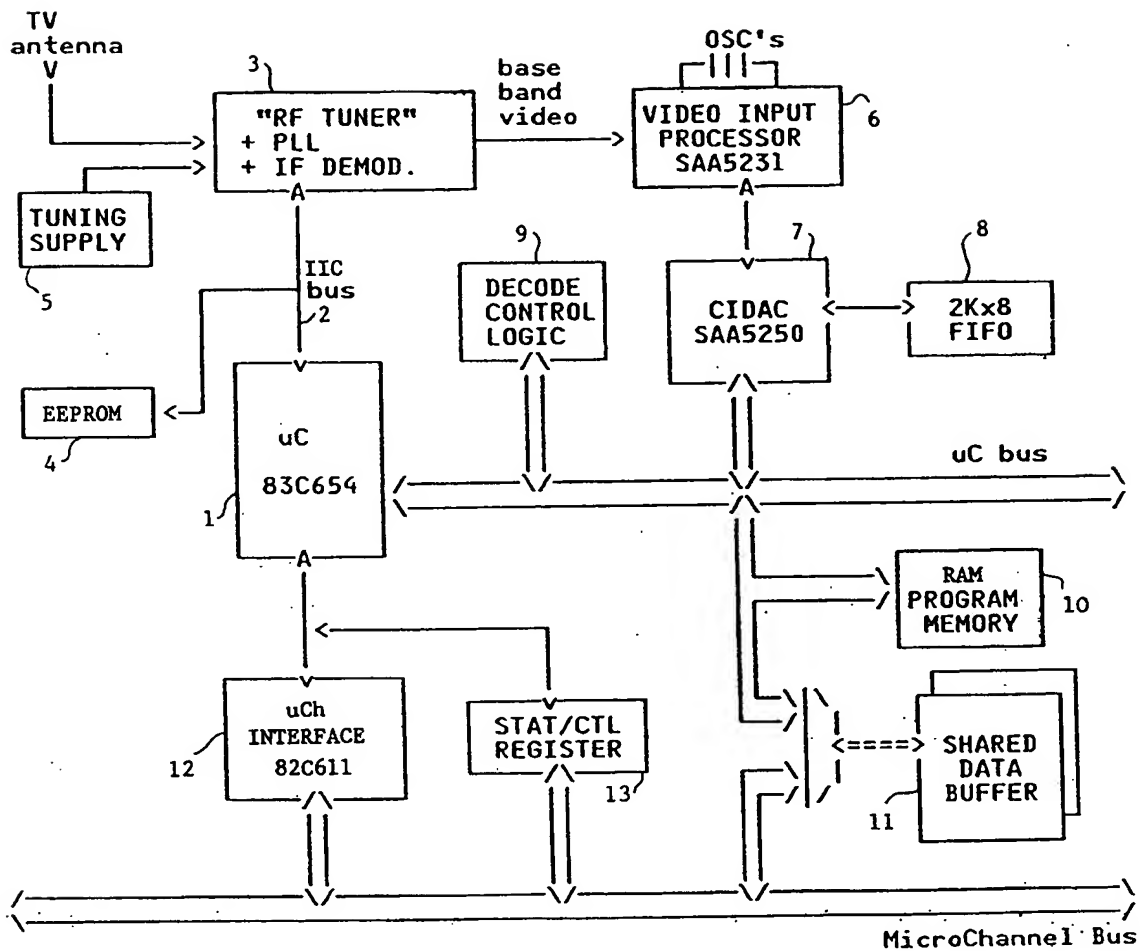 TV
antenna
V
3
"RF TUNER"
+ PLL
+ IF DEMOD.
A
base
band
video
OSC's
VIDEO INPUT
PROCESSOR
SAA5231
A
6
TUNING
SUPPLY
5
IIC
bus
2
9
DECODE
CONTROL
LOGIC
7
CIDAC
SAA5250
8
2Kx8
FIFO
EEPROM
4
uC
83C654
A
1
uC bus
RAM
PROGRAM
MEMORY
10
uCh
INTERFACE
82C611
12
STAT/CTL
REGISTER
13
SHARED
DATA
BUFFER
11
MicroChannel Bus